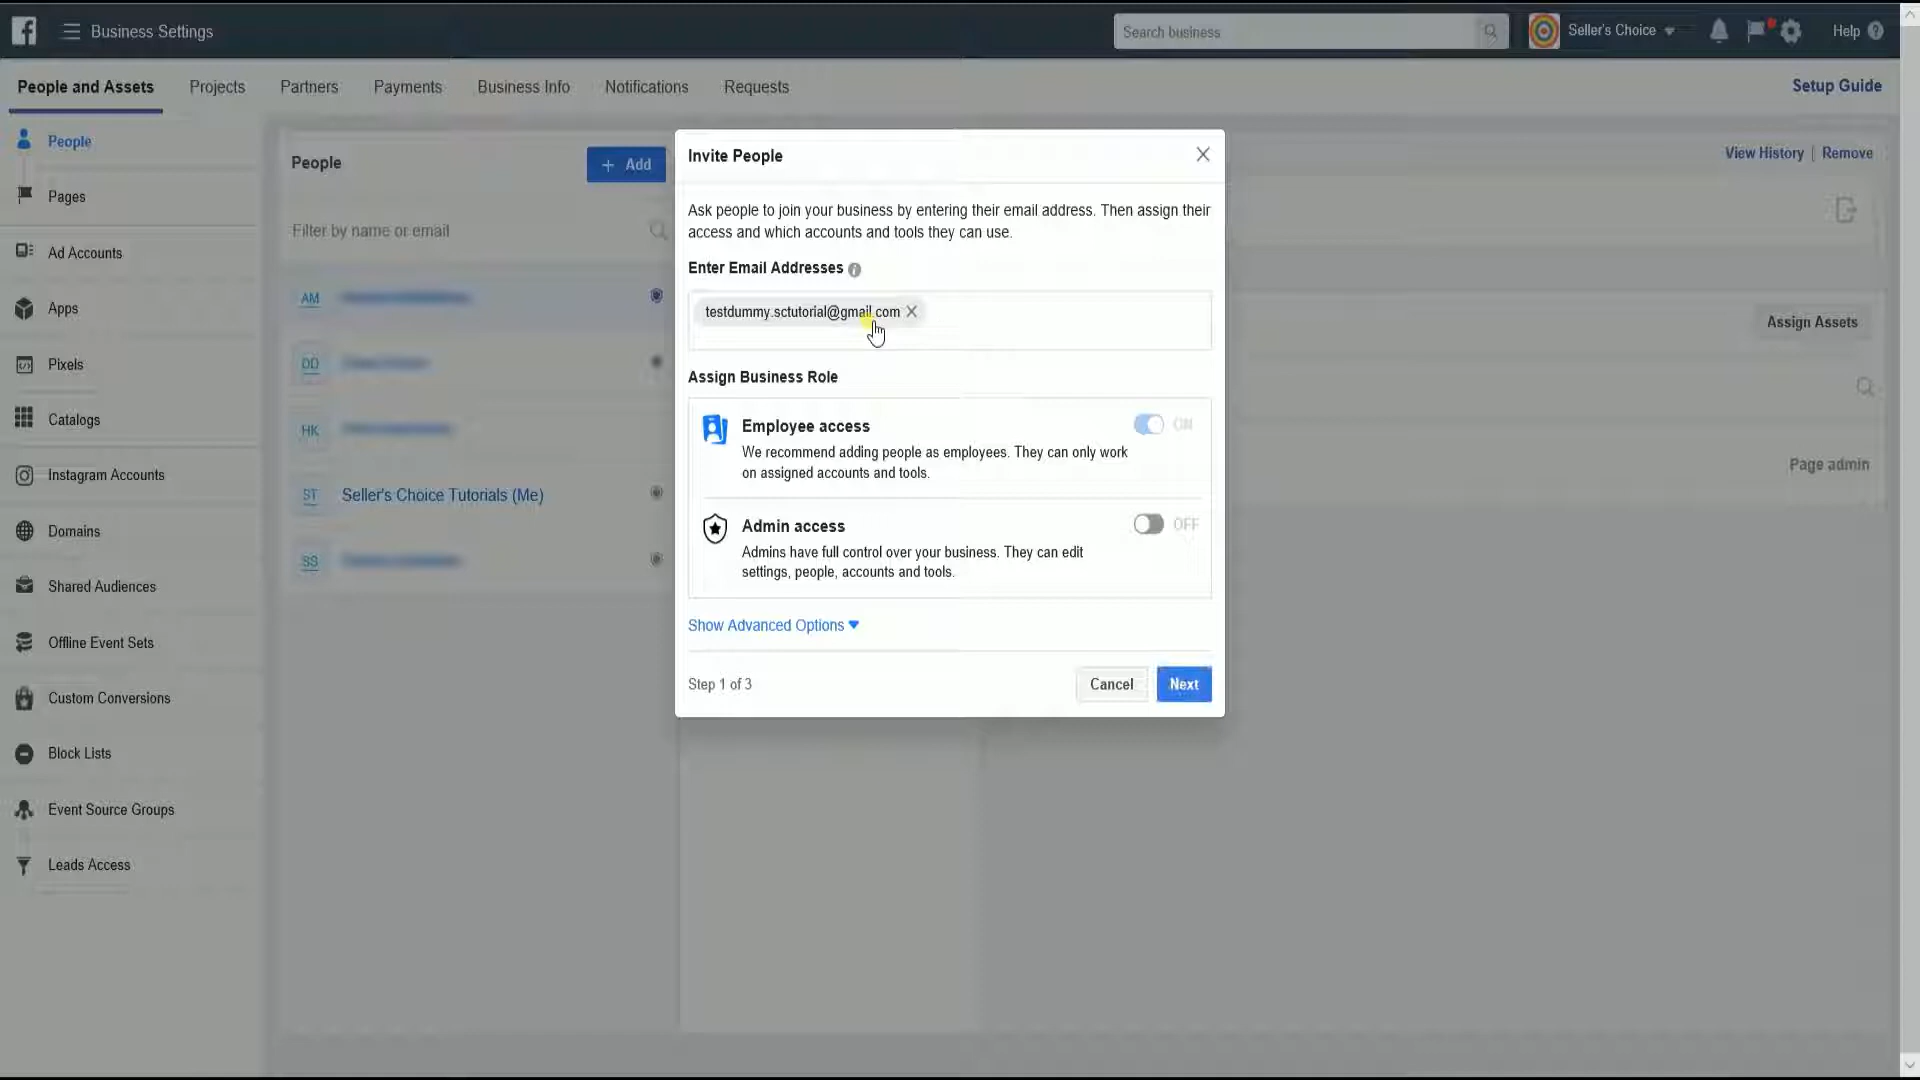 Business Settings
Search business
Seller's Choice
Help
People and Assets
Projects
Partners
Payments
Business Info
Notifications
Requests
Setup Guide
People
Pages
Ad Accounts
Apps
Pixels
Catalogs
Instagram Accounts
Domains
Shared Audiences
Offline Event Sets
Custom Conversions
Block Lists
Event Source Groups
Leads Access
People
+ Add
Filter by name or email
AM
DD
HK
ST Seller's Choice Tutorials (Me)
SS
Invite People
Ask people to join your business by entering their email address. Then assign their
access and which accounts and tools they can use.
Enter Email Addresses
testdummy.sctutorial@gmail.com
Assign Business Role
Employee access
ON
We recommend adding people as employees. They can only work
on assigned accounts and tools.
Admin access
OFF
Admins have full control over your business. They can edit
settings, people, accounts and tools.
Show Advanced Options
Step 1 of 3
Cancel
Next
View History | Remove
Assign Assets
Page admin